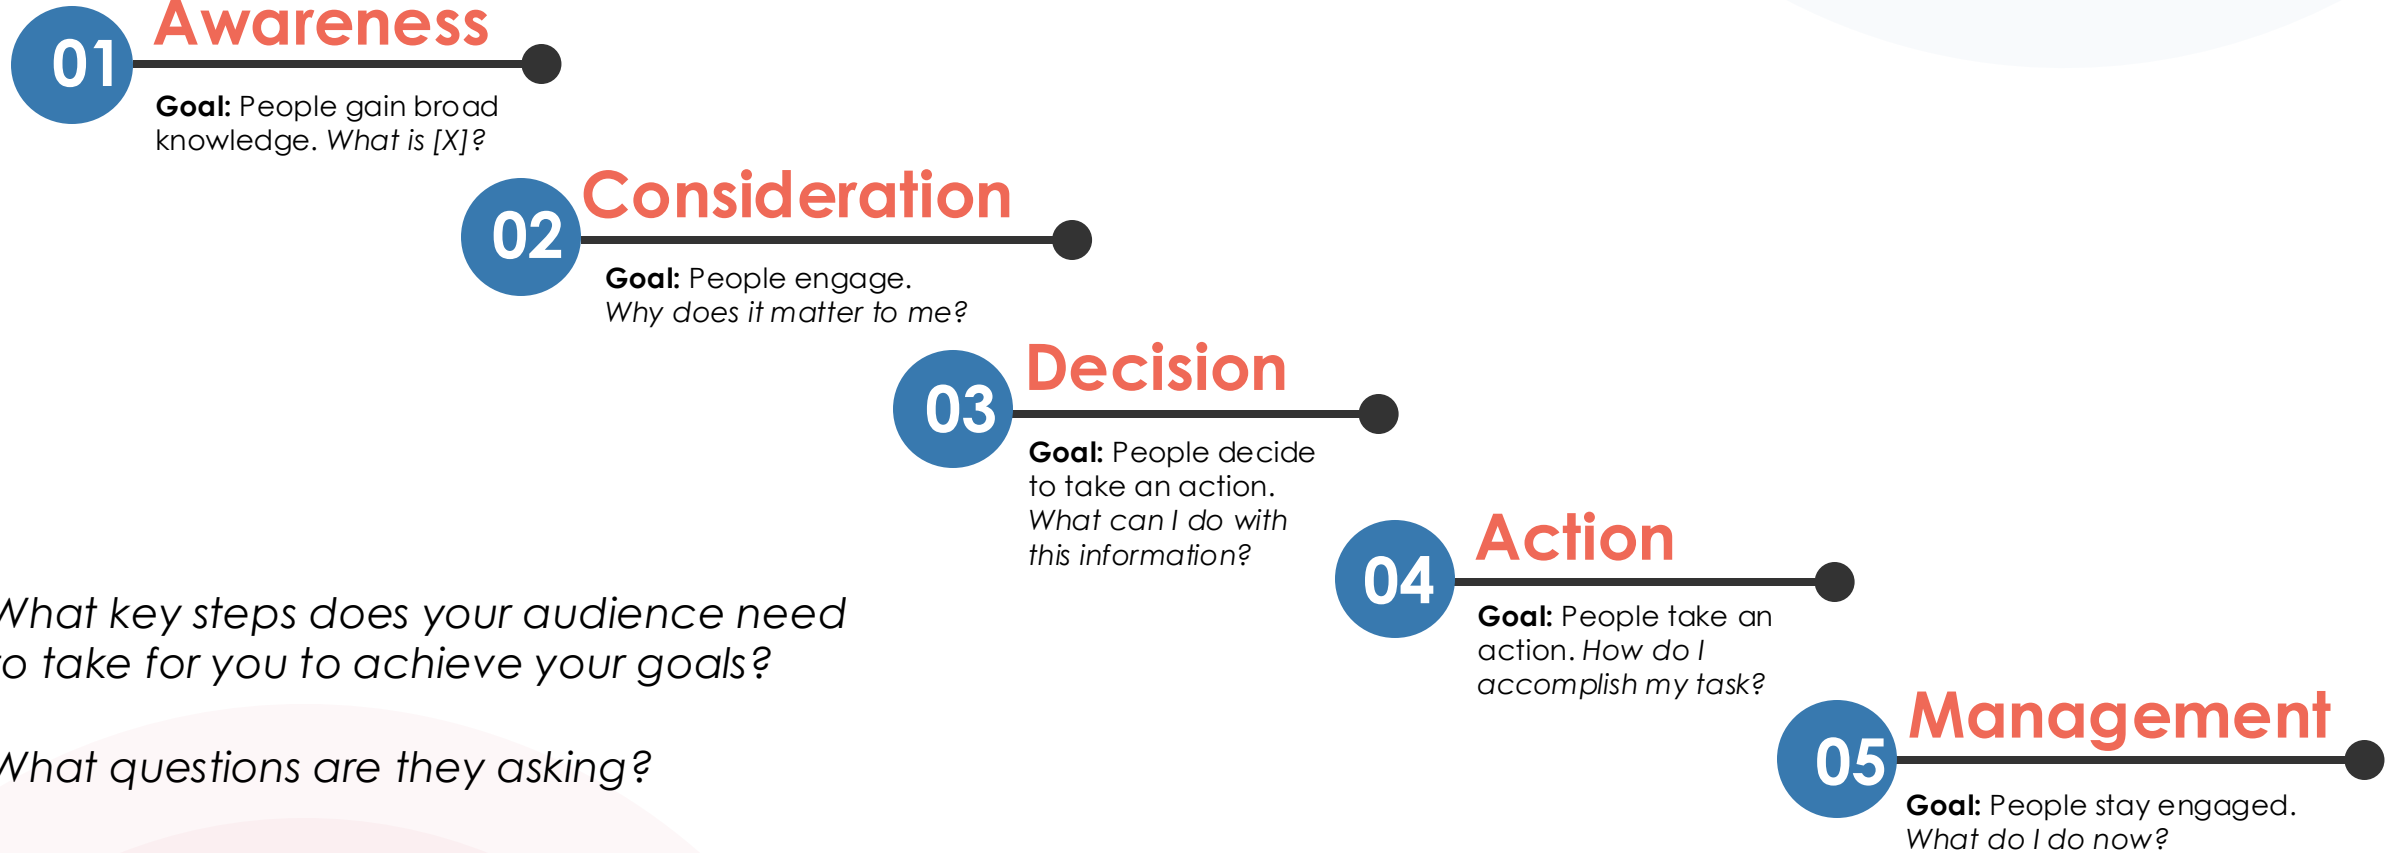 01
Awareness
Goal: People gain broad
knowledge. What is [X]?
02
Consideration
Goal: People engage.
Why does it matter to me?
03
Decision
Goal: People decide
to take an action.
What can I do with
this information?
04
Action
Goal: People take an
action. How do I
accomplish my task?
05
Management
Goal: People stay engaged.
What do I do now?
What key steps does your audience need
to take for you to achieve your goals?
What questions are they asking?